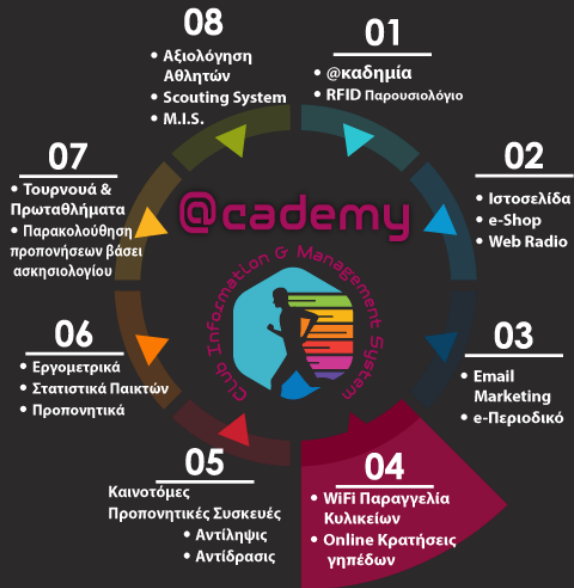 01
• @καδημία
• RFID Παρουσιολόγιο
02
• Ιστοσελίδα
• e-Shop
• Web Radio
03
• Email
Marketing
• e-Περιοδικό
04
• WiFi Παραγγελία
Κυλικείων
• Online Κρατήσεις
γηπέδων
05
Καινοτόμες
Προπονητικές Συσκευές
• Αντίληψις
• Αντίδρασις
06
• Εργομετρικά
• Στατιστικά Παικτών
• Προπονητικά
07
• Τουρνουά &
Πρωταθλήματα
• Παρακολούθηση
προπονήσεων βάσει
ασκησιολογίου
08
• Αξιολόγηση
Αθλητών
• Scouting System
• M.I.S.
@cademy
Club Information & Management System